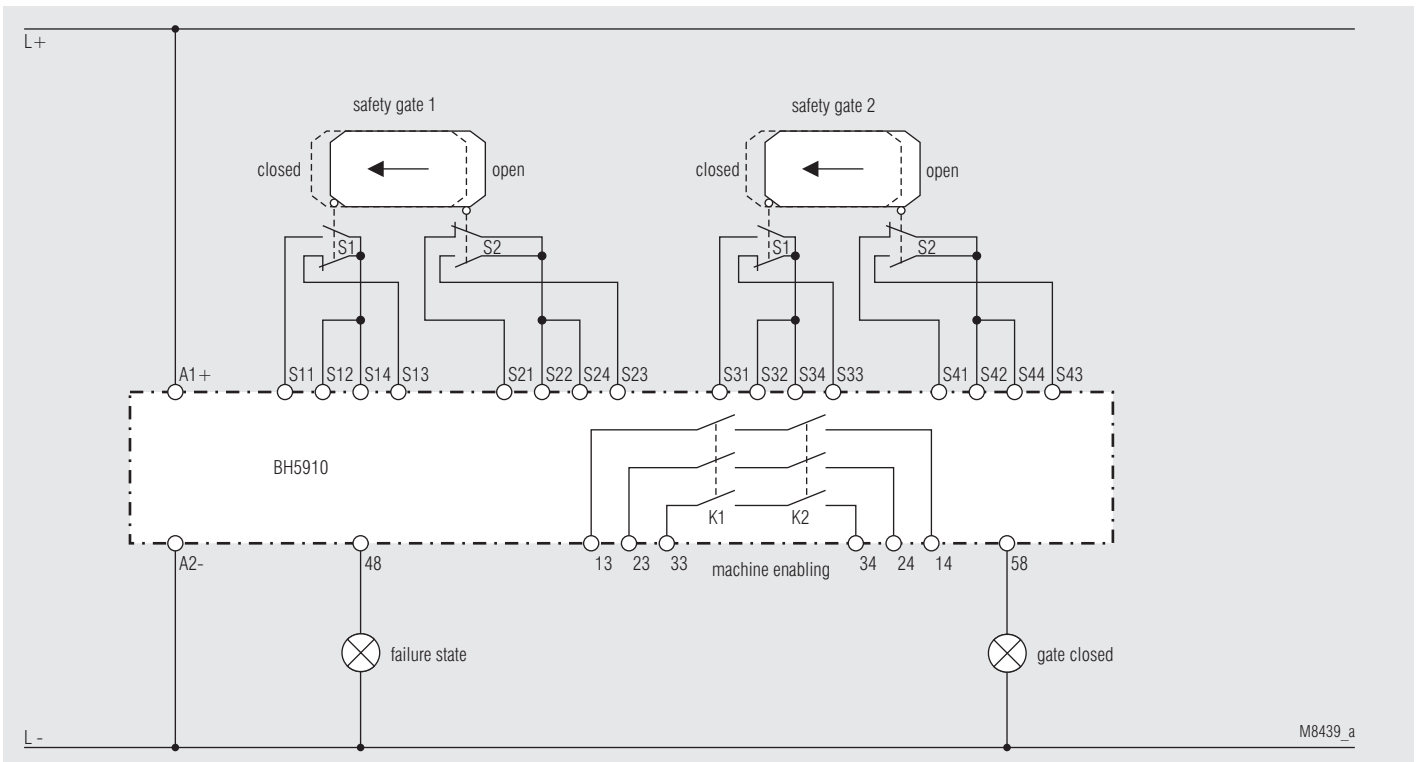 L+
safety gate 1
safety gate 2
closed
open
closed
open
S1
S2
S1
S2
A1+
S11
S12
S14
S13
S21
S22
S24
S23
S31
S32
S34
S33
S41
S42
S44
S43
BH5910
K1
K2
A2-
48
13
23
33
machine enabling
34
24
14
58
failure state
gate closed
L -
M8439_a